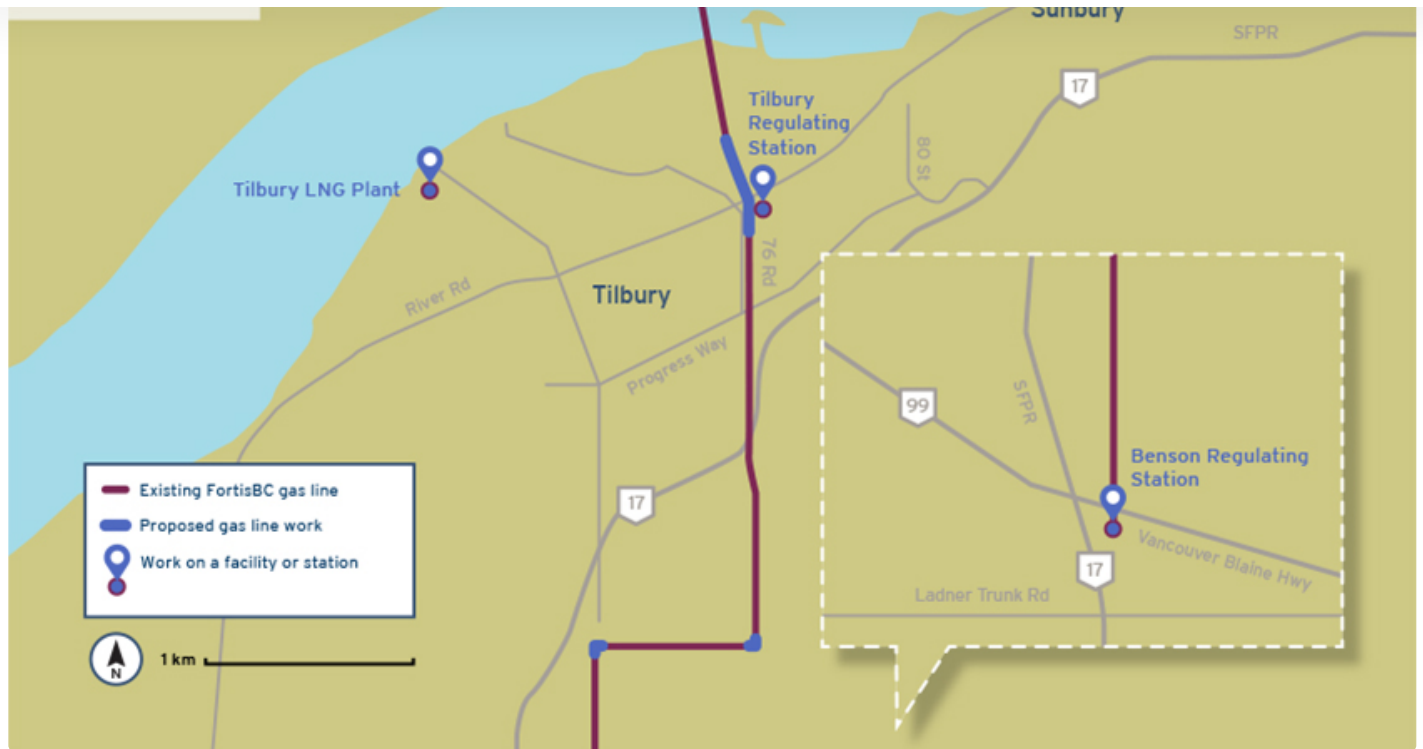 Sunbury
SFPR
17
Tilbury
Regulating
Station
80 St
Tilbury LNG Plant
76 Rd
River Rd
Tilbury
Progress Way
99
SFPR
Benson Regulating
Station
17
Existing FortisBC gas line
Proposed gas line work
Work on a facility or station
Vancouver Blaine Hwy
17
Ladner Trunk Rd
N
1 km